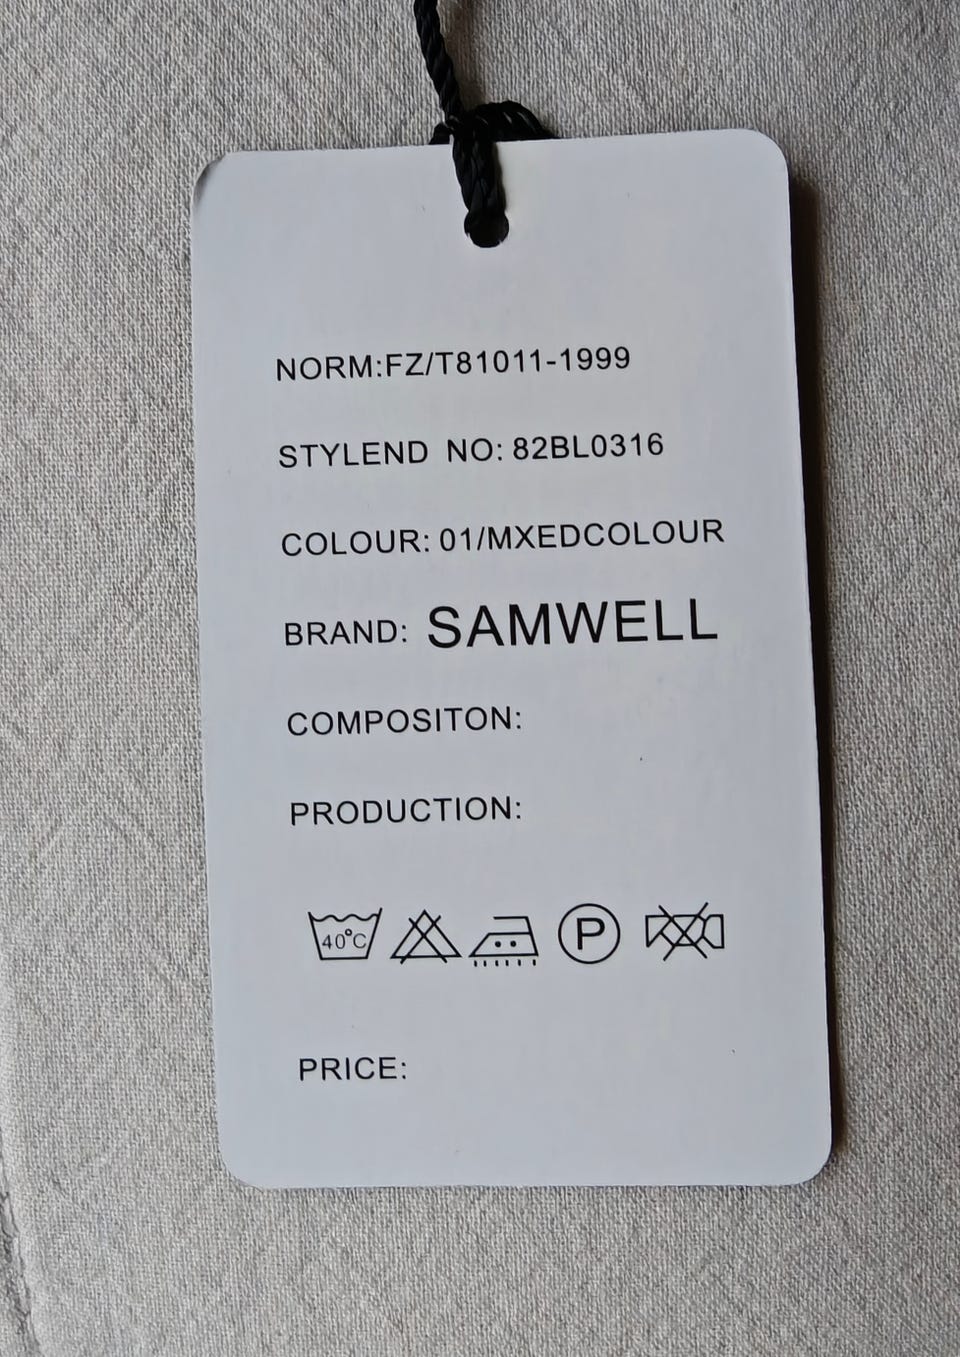 NORM:FZ/T81011-1999
STYLEND NO: 82BL0316
COLOUR: 01/MXEDCOLOUR
BRAND: SAMWELL
COMPOSITON:
PRODUCTION:
40°C P
PRICE: